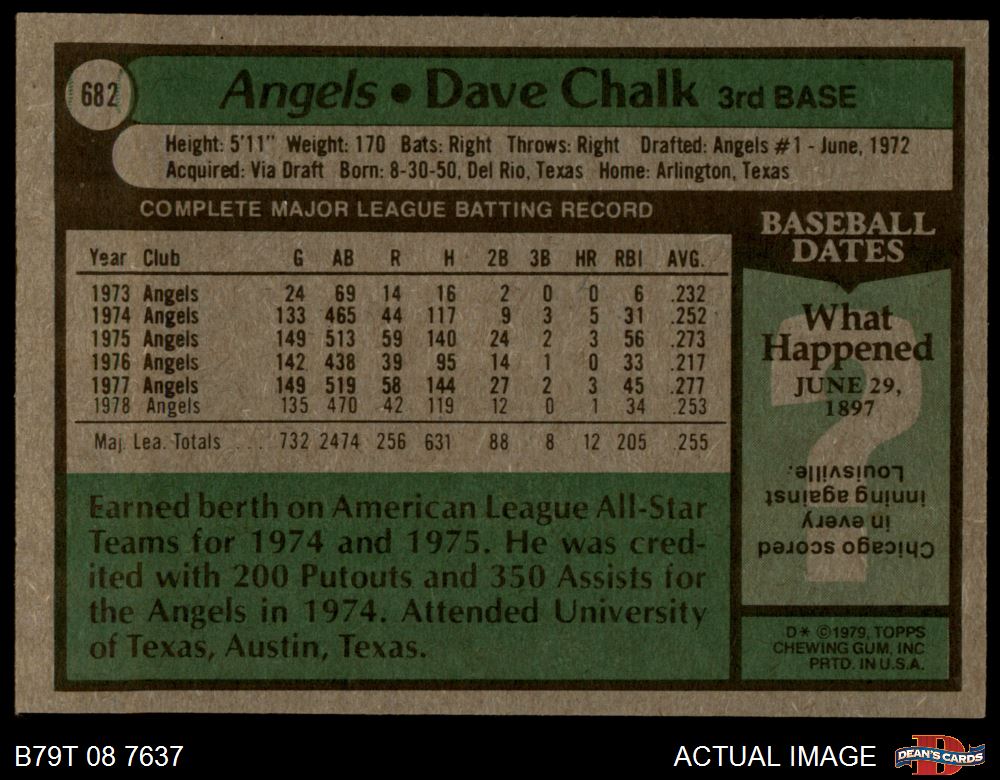 682
Angels • Dave Chalk 3rd BASE
Height: 5'11" Weight: 170 Bats: Right Throws: Right Drafted: Angels #1 - June, 1972
Acquired: Via Draft Born: 8-30-50, Del Rio, Texas Home: Arlington, Texas
COMPLETE MAJOR LEAGUE BATTING RECORD
Year Club G AB R H 2B 3B HR RBI AVG.
1973 Angels 24 69 14 16 2 0 0 6 .232
1974 Angels 133 465 44 117 9 3 5 31 .252
1975 Angels 149 513 59 140 24 2 3 56 .273
1976 Angels 142 438 39 95 14 1 0 33 .217
1977 Angels 149 519 58 144 27 2 3 45 .277
1978 Angels 135 470 42 119 12 0 1 34 .253
Maj. Lea. Totals . . . . 732 2474 256 631 88 8 12 205 .255
Earned berth on American League All-Star
Teams for 1974 and 1975. He was cred-
ited with 200 Putouts and 350 Assists for
the Angels in 1974. Attended University
of Texas, Austin, Texas.
BASEBALL
DATES
What
Happened
JUNE 29,
1897
?
Chicago scored
in every
inning against
Louisville.
D* ©1979, TOPPS
CHEWING GUM, INC
PRTD. IN U.S.A.
B79T 08 7637
ACTUAL IMAGE
D
DEAN'S CARDS